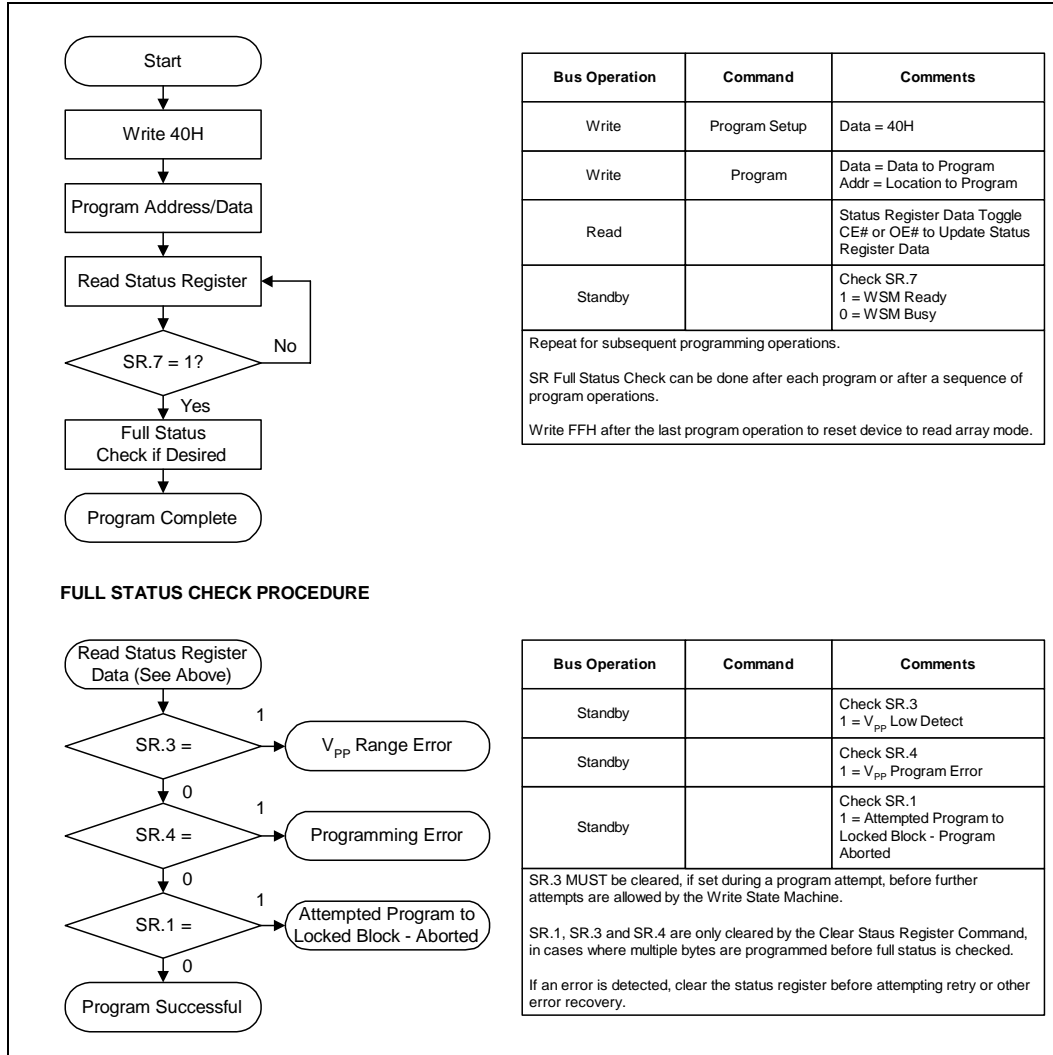 Start
Write 40H
Program Address/Data
Read Status Register
No
SR.7 = 1?
Yes
Full Status
Check if Desired
Program Complete
Bus Operation Command Comments
Write Program Setup Data = 40H
Write Program Data = Data to Program
Addr = Location to Program
Read Status Register Data Toggle
CE# or OE# to Update Status
Register Data
Standby Check SR.7
1 = WSM Ready
0 = WSM Busy
Repeat for subsequent programming operations.
SR Full Status Check can be done after each program or after a sequence of
program operations.
Write FFH after the last program operation to reset device to read array mode.
FULL STATUS CHECK PROCEDURE
Read Status Register
Data (See Above)
1
SR.3 = V_PP Range Error
0
1
SR.4 = Programming Error
0
1
SR.1 = Attempted Program to
Locked Block - Aborted
0
Program Successful
Bus Operation Command Comments
Standby Check SR.3
1 = V_PP Low Detect
Standby Check SR.4
1 = V_PP Program Error
Standby Check SR.1
1 = Attempted Program to
Locked Block - Program
Aborted
SR.3 MUST be cleared, if set during a program attempt, before further
attempts are allowed by the Write State Machine.
SR.1, SR.3 and SR.4 are only cleared by the Clear Staus Register Command,
in cases where multiple bytes are programmed before full status is checked.
If an error is detected, clear the status register before attempting retry or other
error recovery.